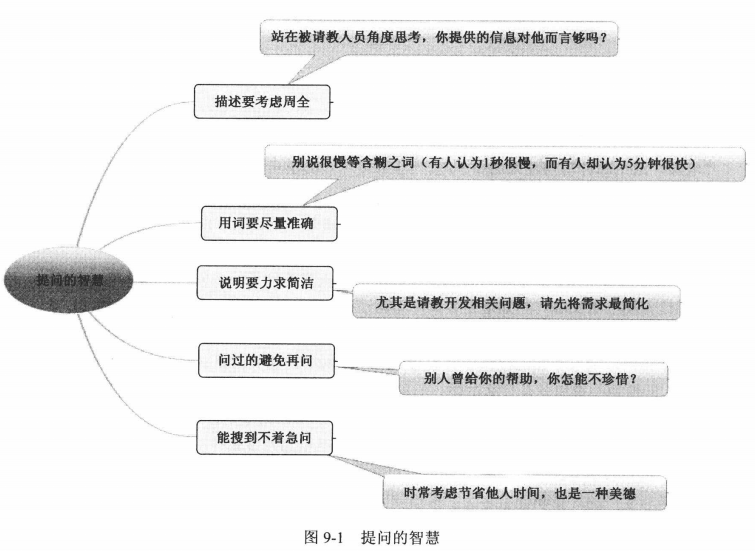 站在被请教人员角度思考，你提供的信息对他而言够吗？
描述要考虑周全
别说很慢等含糊之词（有人认为1秒很慢，而有人却认为5分钟很快）
用词要尽量准确
提问的智慧
说明要力求简洁
尤其是请教开发相关问题，请先将需求最简化
问过的避免再问
别人曾给你的帮助，你怎能不珍惜？
能搜到不着急问
时常考虑节省他人时间，也是一种美德
图 9-1 提问的智慧